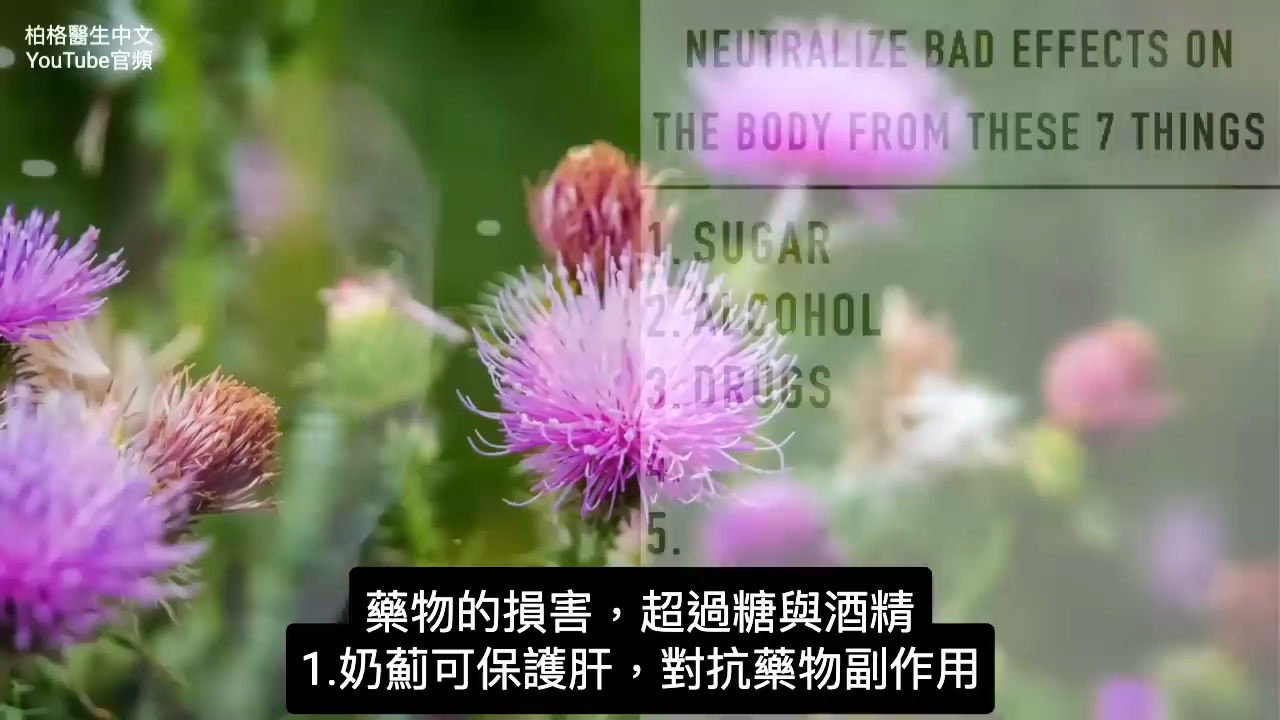 柏格醫生中文
YouTube官頻
NEUTRALIZE BAD EFFECTS ON
THE BODY FROM THESE 7 THINGS
1. SUGAR
2. ALCOHOL
3. DRUGS
4.
5.
藥物的損害，超過糖與酒精
1.奶薊可保護肝，對抗藥物副作用